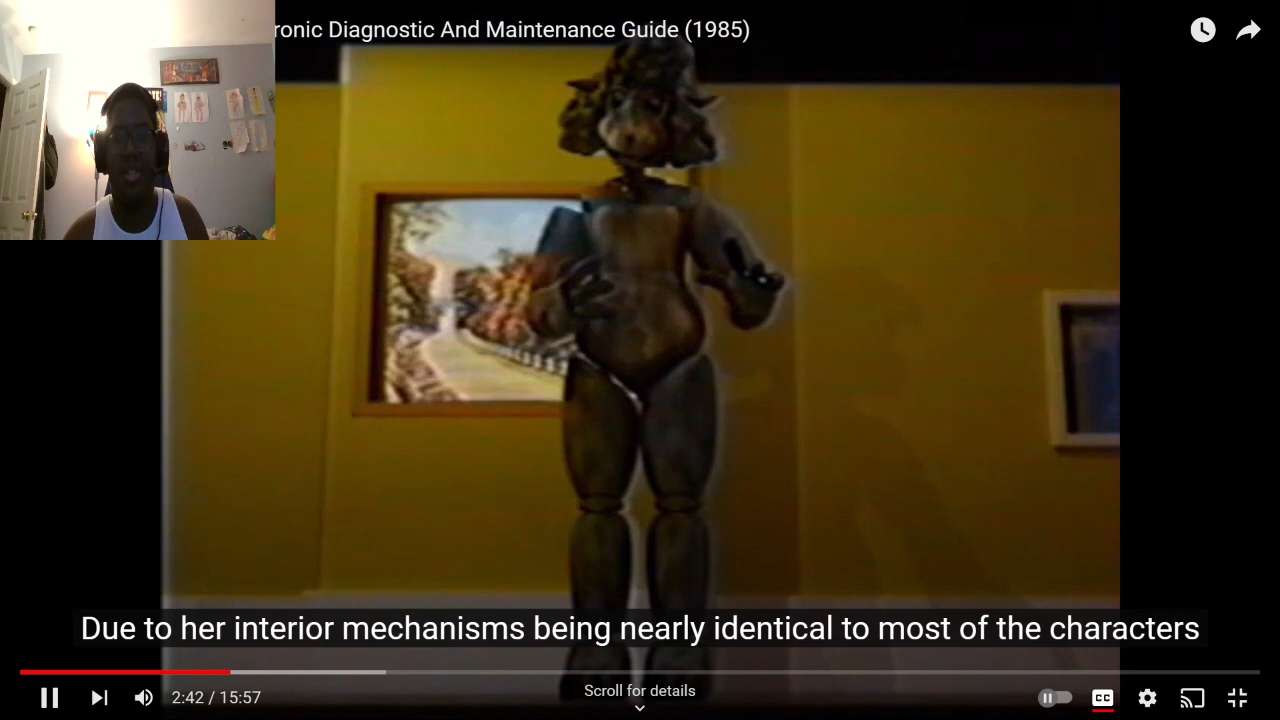 ronic Diagnostic And Maintenance Guide (1985)
Due to her interior mechanisms being nearly identical to most of the characters
2:42 / 15:57
Scroll for details
CC